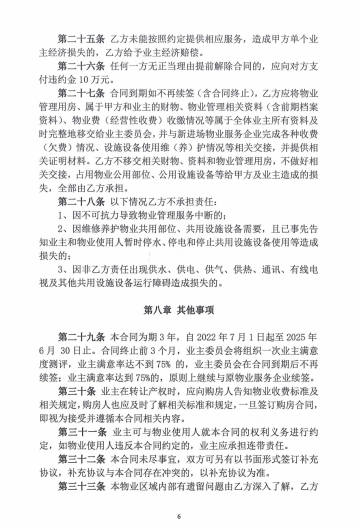 第二十五条 乙方未能按照约定提供相应服务，造成甲方单个业
主经济损失的，乙方给予业主经济赔偿。
第二十六条 任何一方无正当理由提前解除合同的，应向对方支
付违约金 10 万元。
第二十七条 合同到期如不再续签（含合同终止），乙方应将物业
管理用房、属于甲方和业主的财物、物业管理相关资料（含前期档案
资料）、物业费（经营性费收）收缴情况等属于全体业主所有资料及
时完整地移交给业主委员会，并与新进场物业服务企业完成各种收费
（欠费）情况、设施设备使用维（养）护情况等相关交接，并提供相
关证明材料。乙方不移交相关财物、资料和物业管理用房，不做好相
关交接，占用物业公用部位、公用设施设备等给甲方及业主造成的损
失，全部由乙方承担。
第二十八条 以下情况乙方不承担责任：
1、因不可抗力导致物业管理服务中断的；
2、因维修养护物业共用部位、共用设施设备需要，且已事先告
知业主和物业使用人暂时停水、停电和停止共用设施设备使用等造成
损失的；
3、因非乙方责任出现供水、供电、供气、供热、通讯、有线电
视及其他共用设施设备运行障碍造成损失的。
第八章 其他事项
第二十九条 本合同为期 3 年，自 2022 年 7 月 1 日起至 2025 年
6 月 30 日止。合同终止前 3 个月，业主委员会将组织一次业主满意
度测评，业主满意率达不到 75% 的，业主委员会在合同到期后不再
续签；业主满意率达到 75%的，原则上继续与原物业服务企业续签。
第三十条 业主在转让产权时，应向购房人告知物业收费标准及
相关规定，购房人也应及时了解相关标准和规定，一旦签订购房合同，
即视为接受并遵循本合同相关内容。
第三十一条 业主可与物业使用人就本合同的权利义务进行约
定，如物业使用人违反本合同约定的，业主应承担连带责任。
第三十二条 本合同未尽事宜，双方可另有以书面形式签订补充
协议，补充协议与本合同存在冲突的，以补充协议为准。
第三十三条 本物业区域内部有遗留问题由乙方深入了解，乙方
6